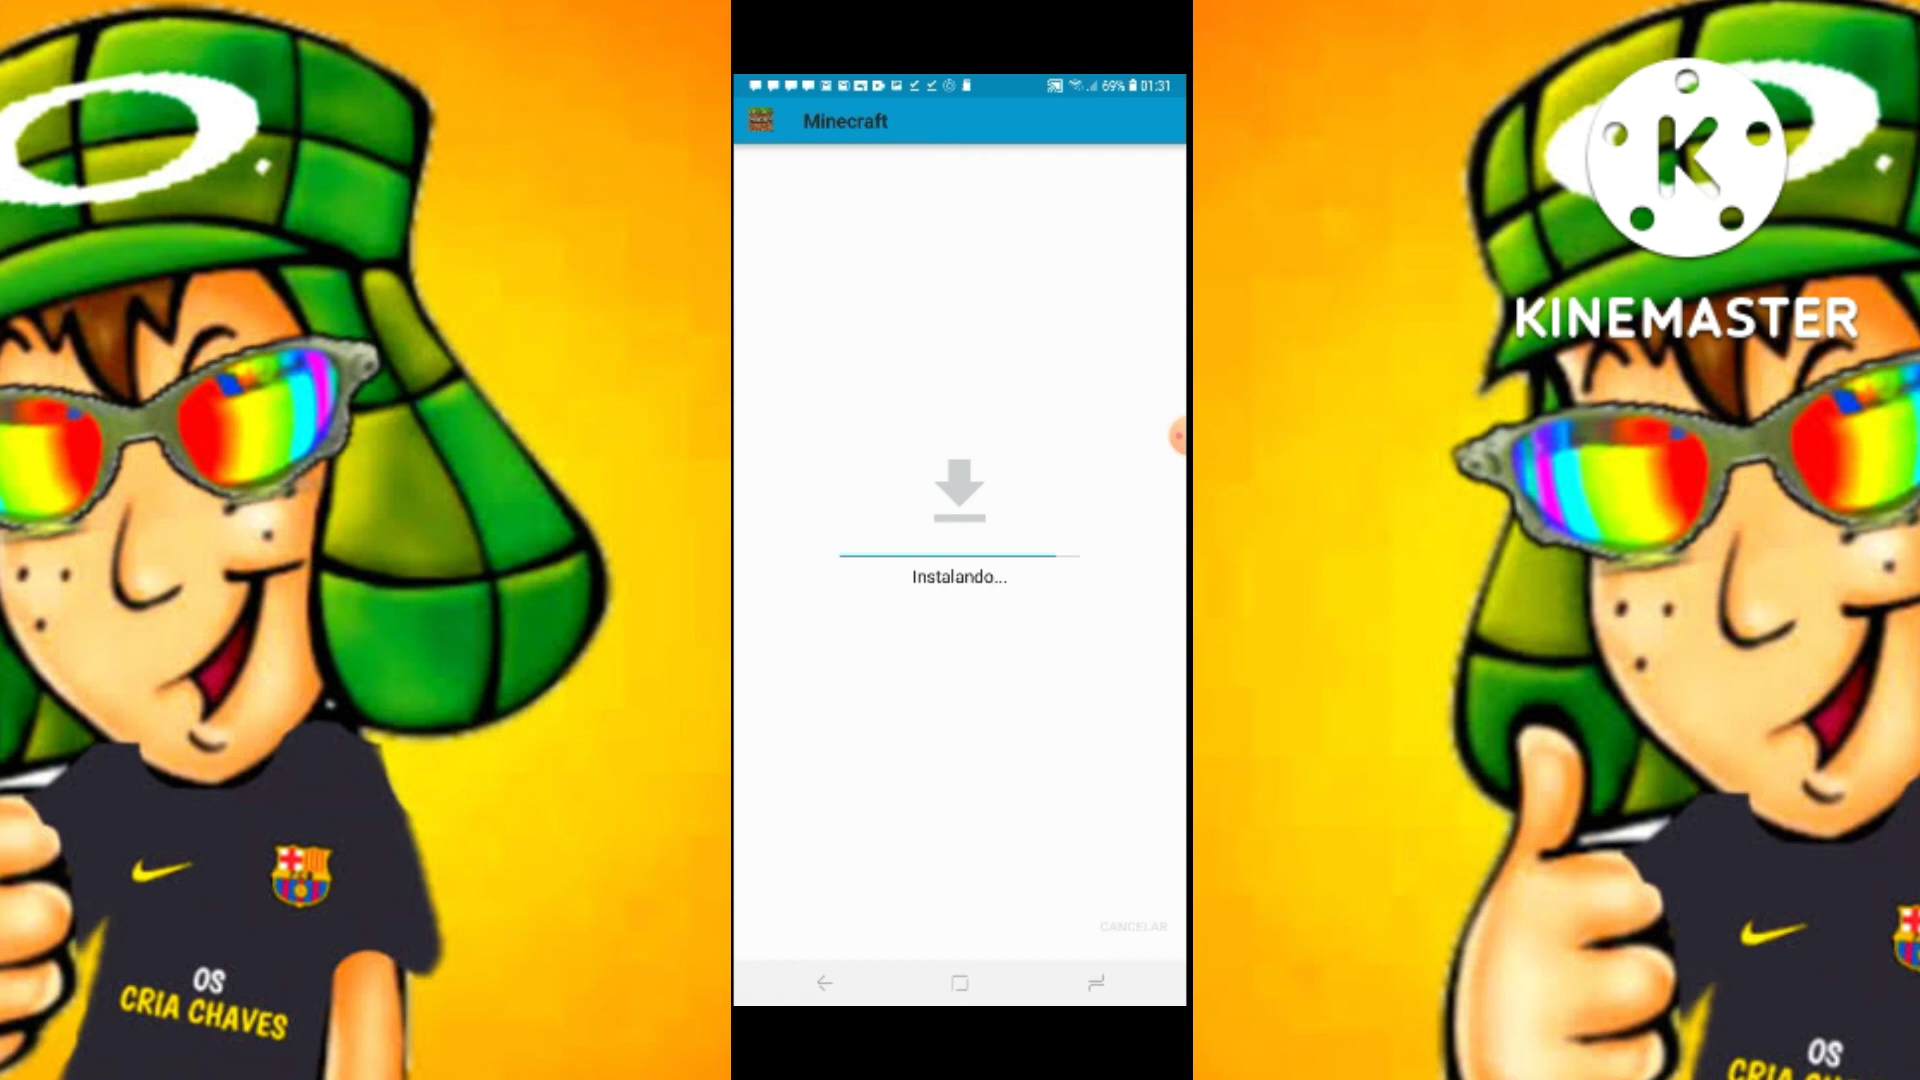 69% 01:31
Minecraft
Instalando...
CANCELAR
KINEMASTER
OS
CRIA CHAVES
OS